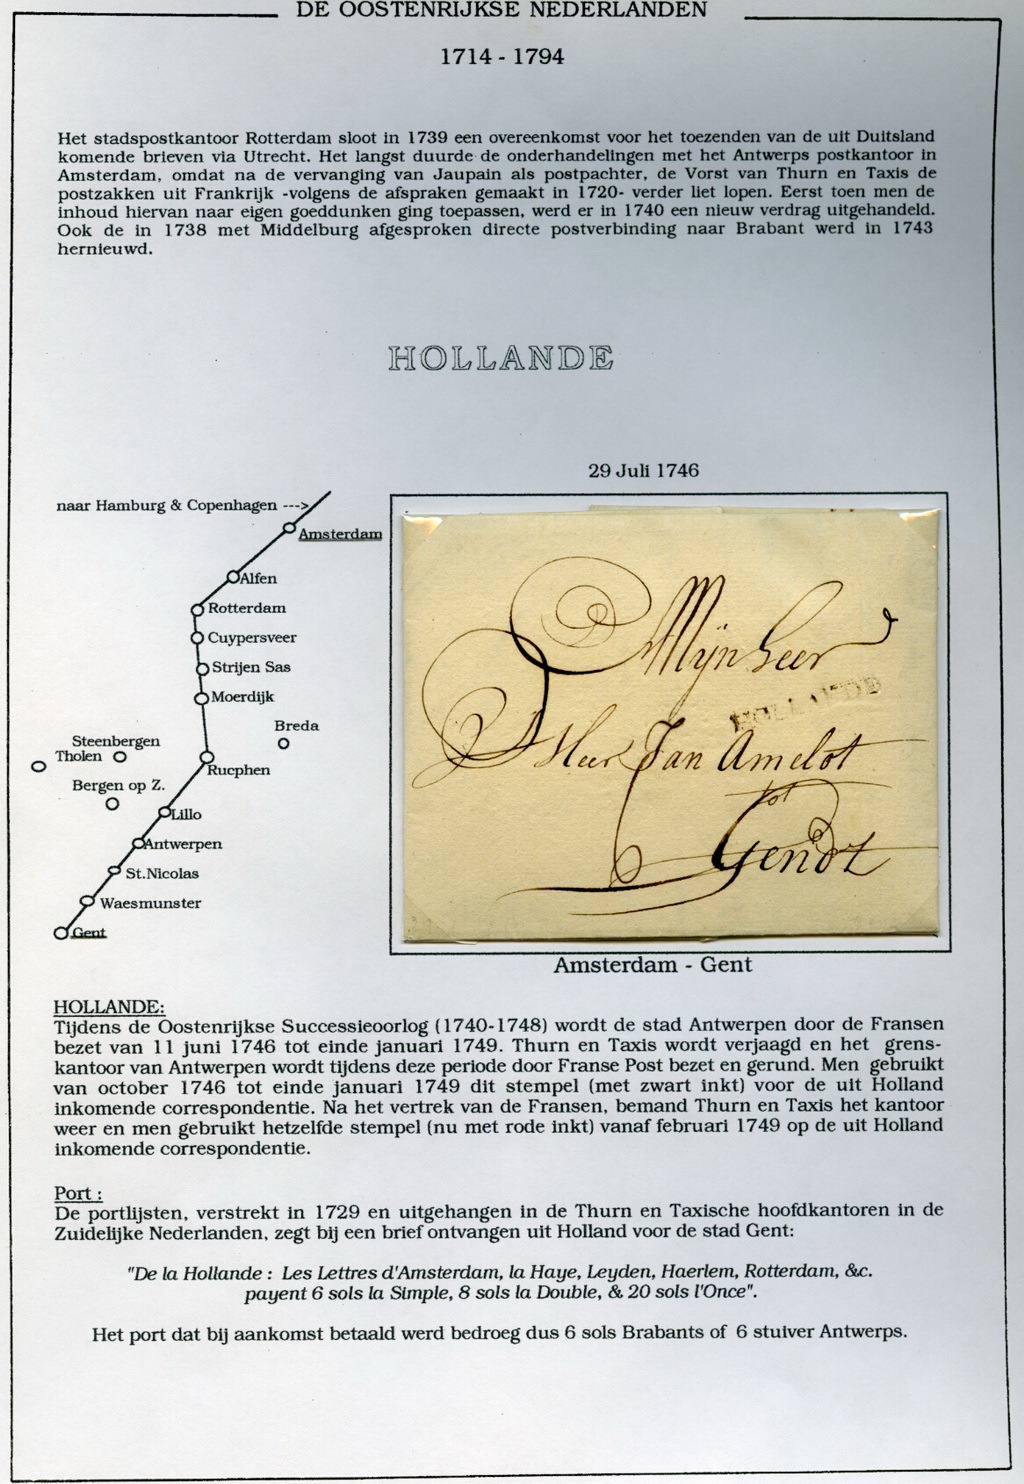 DE OOSTENRIJKSE NEDERLANDEN
1714 - 1794
Het stadspostkantoor Rotterdam sloot in 1739 een overeenkomst voor het toezenden van de uit Duitsland
komende brieven via Utrecht. Het langst duurde de onderhandelingen met het Antwerps postkantoor in
Amsterdam, omdat na de vervanging van Jaupain als postpachter, de Vorst van Thurn en Taxis de
postzakken uit Frankrijk -volgens de afspraken gemaakt in 1720- verder liet lopen. Eerst toen men de
inhoud hiervan naar eigen goeddunken ging toepassen, werd er in 1740 een nieuw verdrag uitgehandeld.
Ook de in 1738 met Middelburg afgesproken directe postverbinding naar Brabant werd in 1743
hernieuwd.
HOLLANDE
29 Juli 1746
naar Hamburg & Copenhagen --->
Amsterdam
Alfen
Rotterdam
Cuypersveer
Strijen Sas
Moerdijk
Breda
Steenbergen
Tholen
Rucphen
Bergen op Z.
Lillo
Antwerpen
St.Nicolas
Waesmunster
Gent
Mijn heer
HOLLANDE
D Heer Jan Amelot
tot
Gendt
Amsterdam - Gent
HOLLANDE:
Tijdens de Oostenrijkse Successieoorlog (1740-1748) wordt de stad Antwerpen door de Fransen
bezet van 11 juni 1746 tot einde januari 1749. Thurn en Taxis wordt verjaagd en het grens-
kantoor van Antwerpen wordt tijdens deze periode door Franse Post bezet en gerund. Men gebruikt
van october 1746 tot einde januari 1749 dit stempel (met zwart inkt) voor de uit Holland
inkomende correspondentie. Na het vertrek van de Fransen, bemand Thurn en Taxis het kantoor
weer en men gebruikt hetzelfde stempel (nu met rode inkt) vanaf februari 1749 op de uit Holland
inkomende correspondentie.
Port :
De portlijsten, verstrekt in 1729 en uitgehangen in de Thurn en Taxische hoofdkantoren in de
Zuidelijke Nederlanden, zegt bij een brief ontvangen uit Holland voor de stad Gent:
"De la Hollande : Les Lettres d'Amsterdam, la Haye, Leyden, Haerlem, Rotterdam, &c.
payent 6 sols la Simple, 8 sols la Double, & 20 sols l'Once".
Het port dat bij aankomst betaald werd bedroeg dus 6 sols Brabants of 6 stuiver Antwerps.